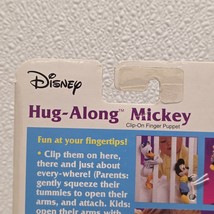 Disney
Hug-Along™ Mickey
Clip-On Finger Puppet
Fun at your fingertips!
• Clip them on here,
there and just about
every-where! (Parents:
gently squeeze their
tummies to open their
arms, and attach. Kids:
open their arms with